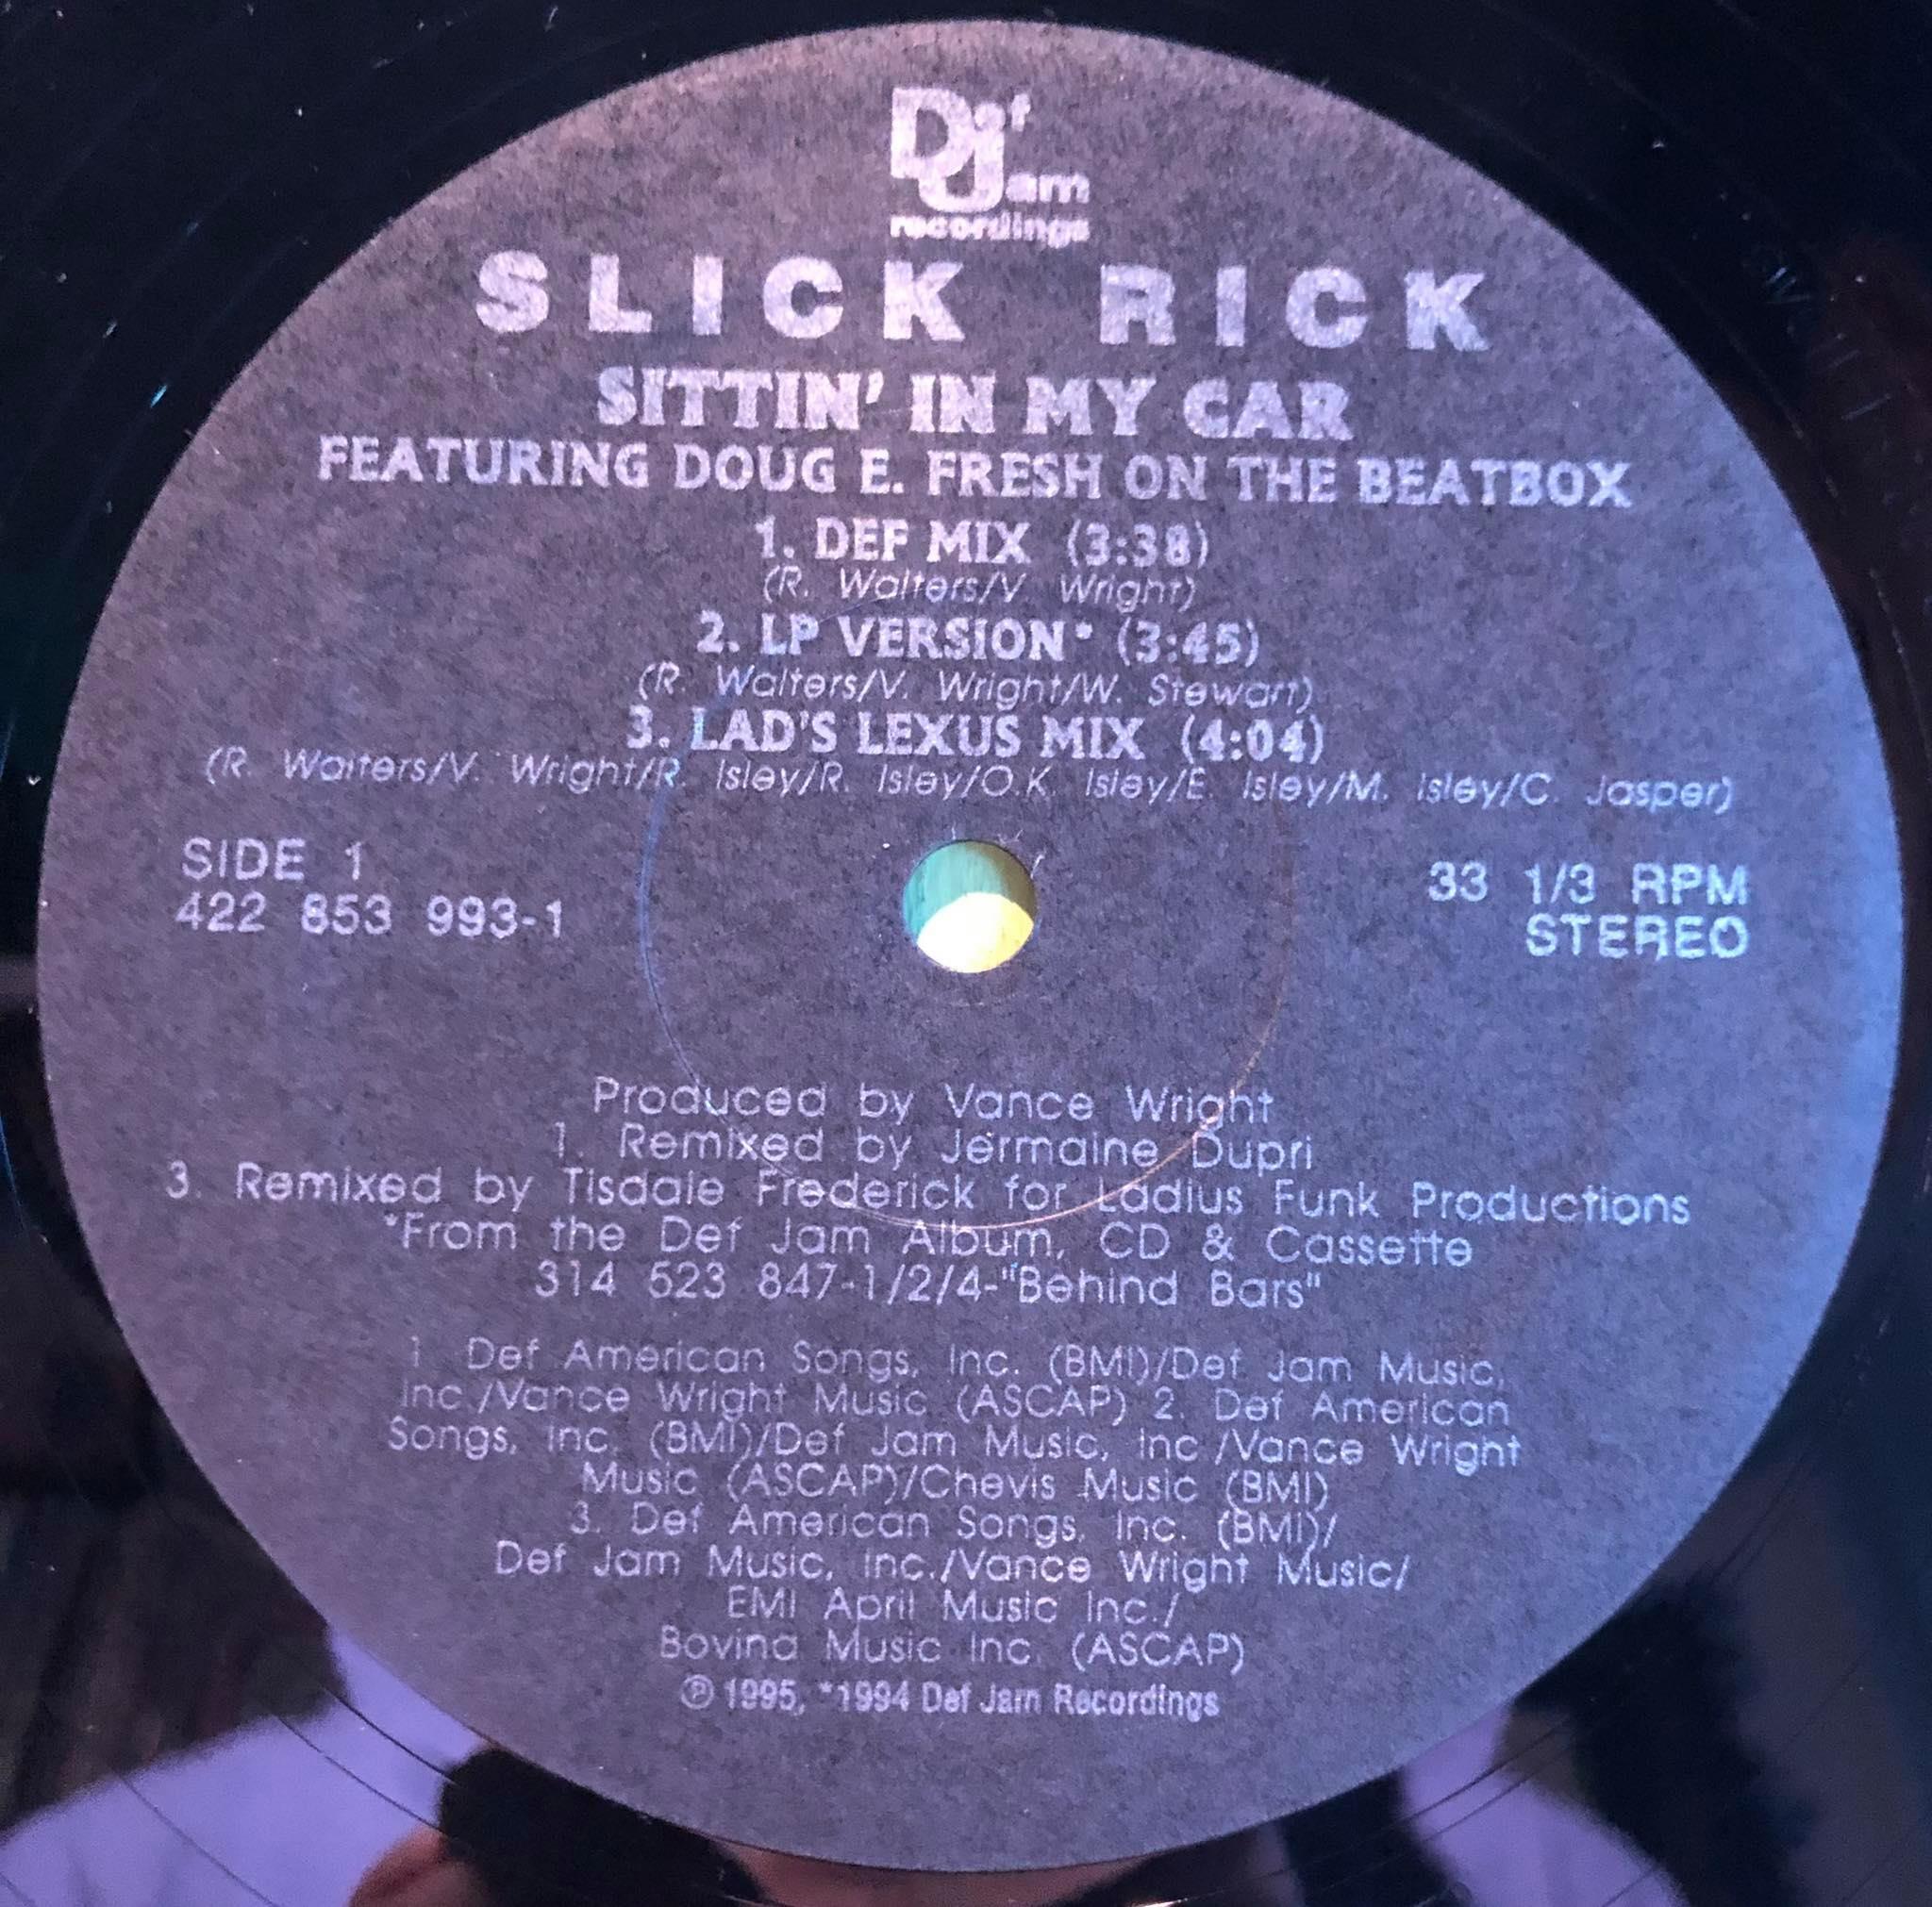 Def Jam
recordings
SLICK RICK
SITTIN' IN MY CAR
FEATURING DOUG E. FRESH ON THE BEATBOX
1. DEF MIX (3:38)
(R. Walters/V. Wright)
2. LP VERSION* (3:45)
(R. Walters/V. Wright/W. Stewart)
3. LAD'S LEXUS MIX (4:04)
(R. Walters/V. Wright/R. Isley/R. Isley/O.K. Isley/E. Isley/M. Isley/C. Jasper)
SIDE 1
422 853 993-1
33 1/3 RPM
STEREO
Produced by Vance Wright
1. Remixed by Jermaine Dupri
3. Remixed by Tisdale Frederick for Ladius Funk Productions
*From the Def Jam Album, CD & Cassette
314 523 847-1/2/4-"Behind Bars"
1 Def American Songs, Inc. (BMI)/Def Jam Music,
Inc./Vance Wright Music (ASCAP) 2. Def American
Songs, Inc. (BMI)/Def Jam Music, Inc./Vance Wright
Music (ASCAP)/Chevis Music (BMI)
3. Def American Songs, Inc. (BMI)/
Def Jam Music, Inc./Vance Wright Music/
EMI April Music Inc./
Bovina Music Inc. (ASCAP)
℗ 1995, *1994 Def Jam Recordings